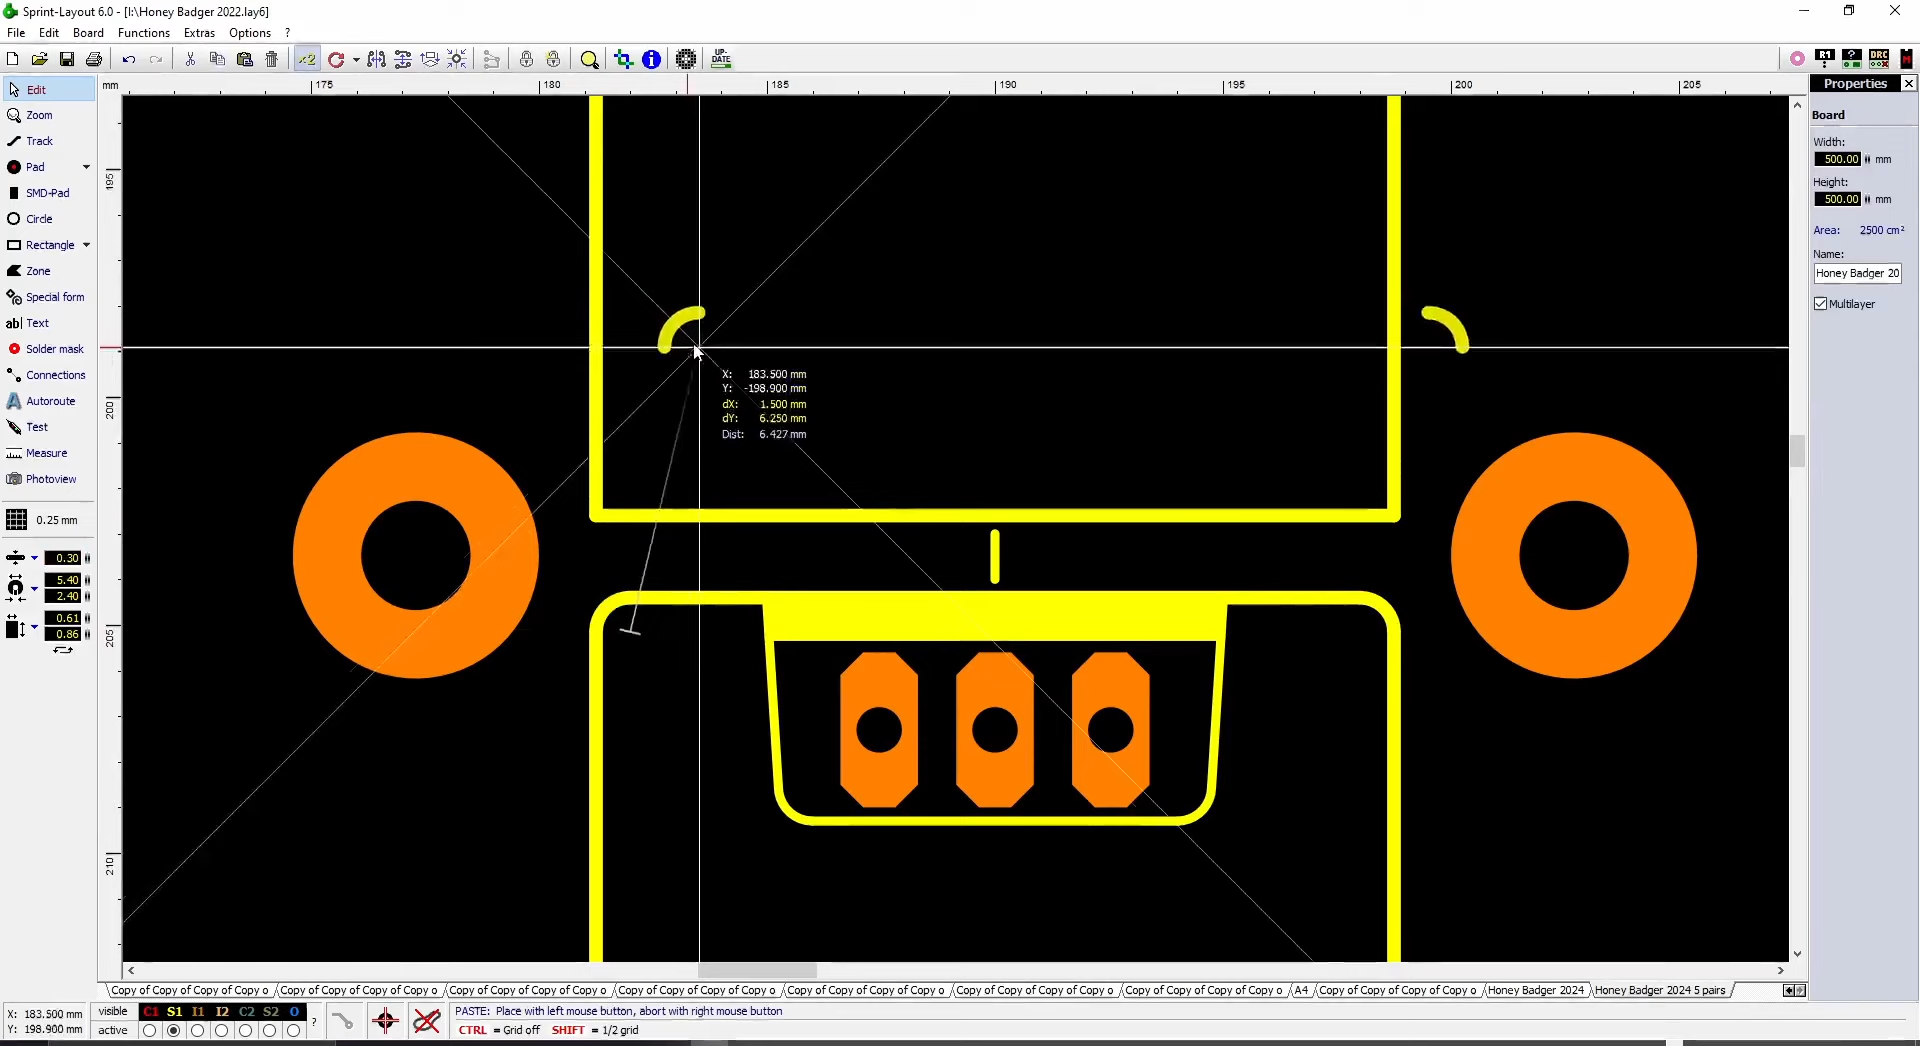 Sprint-Layout 6.0 - [I:\Honey Badger 2022.lay6]
File Edit Board Functions Extras Options ?
UP-DATE
R1
?
DRC
mm 175 180 185 190 195 200 205
Properties
Edit
Zoom
Track
Pad
SMD-Pad
Circle
Rectangle
Zone
Special form
ab| Text
Solder mask
Connections
Autoroute
Test
Measure
Photoview
0.25 mm
0.30
5.40
2.40
0.61
0.86
195
200
205
210
X: 183.500 mm
Y: -198.900 mm
dX: 1.500 mm
dY: 6.250 mm
Dist: 6.427 mm
Board
Width:
500.00 mm
Height:
500.00 mm
Area: 2500 cm²
Name:
Honey Badger 20
Multilayer
Copy of Copy of Copy o Copy of Copy of Copy o Copy of Copy of Copy o Copy of Copy of Copy o Copy of Copy of Copy o Copy of Copy of Copy o Copy of Copy of Copy o A4 Copy of Copy of Copy o Honey Badger 2024 Honey Badger 2024 5 pairs
X: 183.500 mm
Y: 198.900 mm
visible C1 S1 I1 I2 C2 S2 O
active
?
PASTE: Place with left mouse button, abort with right mouse button
CTRL = Grid off SHIFT = 1/2 grid